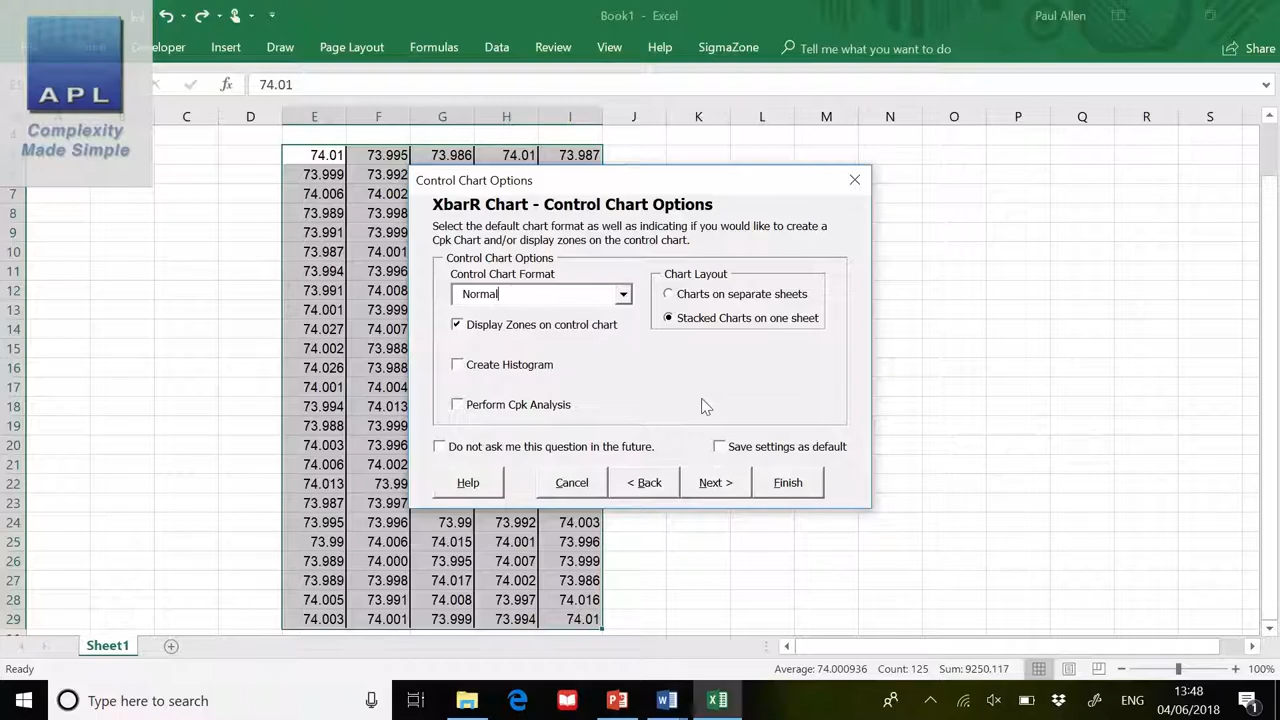 Book1 - Excel
Paul Allen
Developer Insert Draw Page Layout Formulas Data Review View Help SigmaZone Tell me what you want to do Share
APL
Complexity
Made Simple
fx 74.01
C D E F G H I J K L M N O P Q R S
74.01 73.995 73.986 74.01 73.987
73.999 73.992
7 74.006 74.002
8 73.989 73.998
9 73.991 73.999
10 73.987 74.001
11 73.994 73.996
12 73.991 74.008
13 74.001 73.999
14 74.027 74.007
15 74.002 73.988
16 74.026 73.988
17 74.001 74.004
18 73.994 74.013
19 73.988 73.999
20 74.003 73.996
21 74.006 74.002
22 74.013 73.99
23 73.987 73.997
24 73.995 73.996 73.99 73.992 74.003
25 73.99 74.006 74.015 74.001 73.996
26 73.989 74.000 73.995 74.007 73.999
27 73.989 73.998 74.017 74.002 73.986
28 74.005 73.991 74.008 73.997 74.016
29 74.003 74.001 73.999 73.994 74.01
Control Chart Options
XbarR Chart - Control Chart Options
Select the default chart format as well as indicating if you would like to create a
Cpk Chart and/or display zones on the control chart.
Control Chart Options
Control Chart Format
Normal
Display Zones on control chart
Create Histogram
Perform Cpk Analysis
Chart Layout
Charts on separate sheets
Stacked Charts on one sheet
Do not ask me this question in the future. Save settings as default
Help Cancel < Back Next > Finish
Sheet1
Ready Average: 74.000936 Count: 125 Sum: 9250.117 100%
Type here to search
ENG
13:48
04/06/2018
1